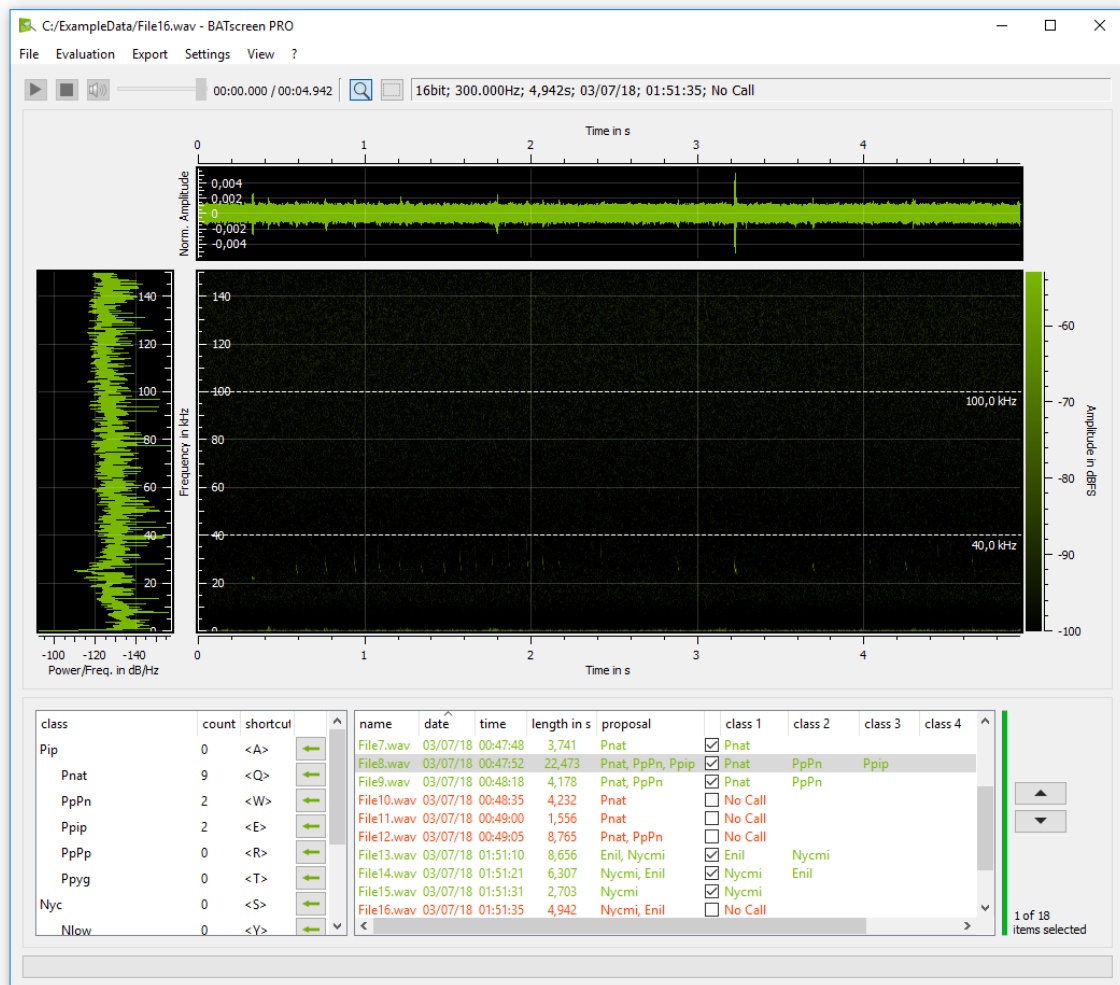 C:/ExampleData/File16.wav - BATscreen PRO
File Evaluation Export Settings View ?
00:00.000 / 00:04.942 16bit; 300.000Hz; 4,942s; 03/07/18; 01:51:35; No Call
Time in s
0 1 2 3 4
Norm. Amplitude
0,004
0,002
0
-0,002
-0,004
140
120
100
80
60
40
20
0
-100 -120 -140
Power/Freq. in dB/Hz
Frequency in kHz
140
120
100
80
60
40
20
0
100,0 kHz
40,0 kHz
0 1 2 3 4
Time in s
-60
-70
-80
-90
-100
Amplitude in dBFS
class count shortcut
Pip 0 <A>
Pnat 9 <Q>
PpPn 2 <W>
Ppip 2 <E>
PpPp 0 <R>
Ppyg 0 <T>
Nyc 0 <S>
Nlow 0 <Y>
name date time length in s proposal class 1 class 2 class 3 class 4
File7.wav 03/07/18 00:47:48 3,741 Pnat Pnat
File8.wav 03/07/18 00:47:52 22,473 Pnat, PpPn, Ppip Pnat PpPn Ppip
File9.wav 03/07/18 00:48:18 4,178 Pnat, PpPn Pnat PpPn
File10.wav 03/07/18 00:48:35 4,232 Pnat No Call
File11.wav 03/07/18 00:49:00 1,556 Pnat No Call
File12.wav 03/07/18 00:49:05 8,765 Pnat, PpPn No Call
File13.wav 03/07/18 01:51:10 8,656 Enil, Nycmi Enil Nycmi
File14.wav 03/07/18 01:51:21 6,307 Nycmi, Enil Nycmi Enil
File15.wav 03/07/18 01:51:31 2,703 Nycmi Nycmi
File16.wav 03/07/18 01:51:35 4,942 Nycmi, Enil No Call
1 of 18
items selected